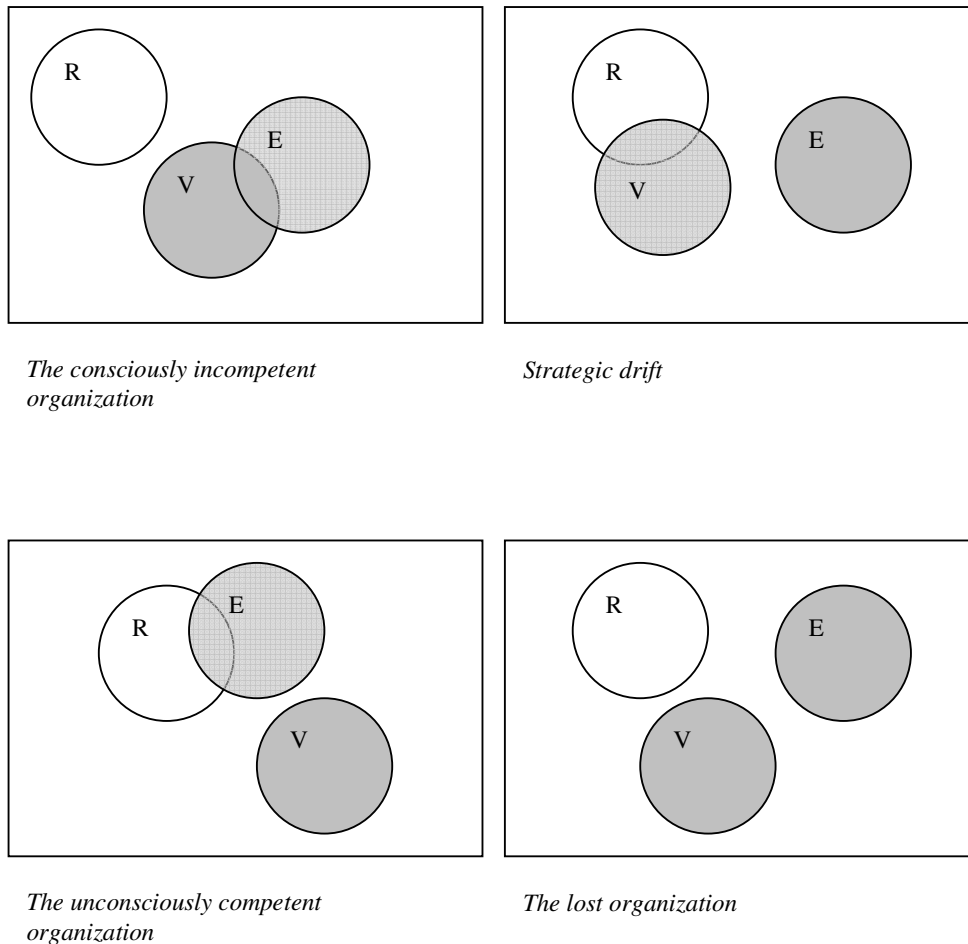 R
E
V
The consciously incompetent
organization
R
E
V
Strategic drift
E
R
V
The unconsciously competent
organization
R
E
V
The lost organization